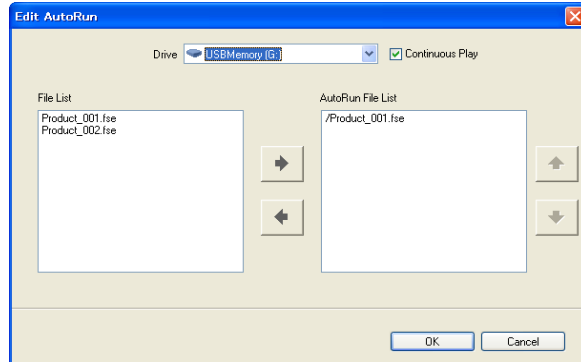 Edit AutoRun
Drive USBMemory (G:) Continuous Play
File List
Product_001.fse
Product_002.fse
AutoRun File List
/Product_001.fse
OK Cancel